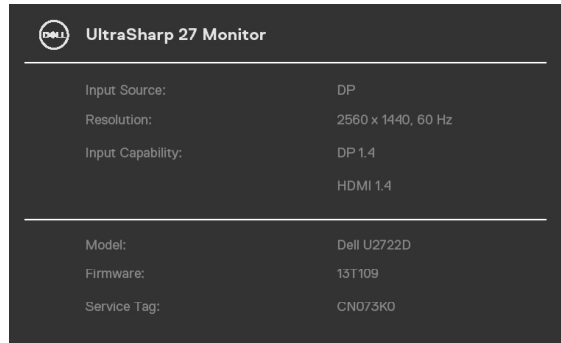 DELL UltraSharp 27 Monitor
Input Source: DP
Resolution: 2560 x 1440, 60 Hz
Input Capability: DP 1.4
HDMI 1.4
Model: Dell U2722D
Firmware: 13T109
Service Tag: CN073K0